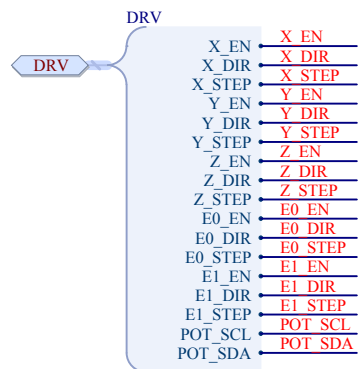 DRV
DRV
X_EN X_EN
X_DIR X_DIR
X_STEP X_STEP
Y_EN Y_EN
Y_DIR Y_DIR
Y_STEP Y_STEP
Z_EN Z_EN
Z_DIR Z_DIR
Z_STEP Z_STEP
E0_EN E0_EN
E0_DIR E0_DIR
E0_STEP E0_STEP
E1_EN E1_EN
E1_DIR E1_DIR
E1_STEP E1_STEP
POT_SCL POT_SCL
POT_SDA POT_SDA